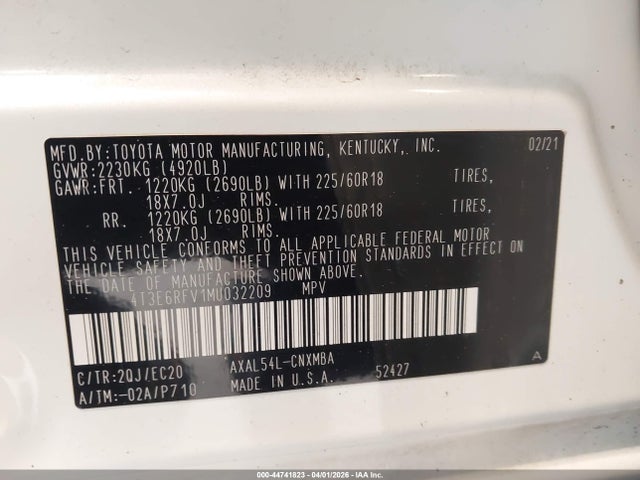 MFD.BY:TOYOTA MOTOR MANUFACTURING, KENTUCKY, INC. 02/21
GVWR:2230KG (4920LB)
GAWR:FRT. 1220KG (2690LB) WITH 225/60R18 TIRES,
18X7.0J RIMS.
RR. 1220KG (2690LB) WITH 225/60R18 TIRES,
18X7.0J RIMS.
THIS VEHICLE CONFORMS TO ALL APPLICABLE FEDERAL MOTOR
VEHICLE SAFETY AND THEFT PREVENTION STANDARDS IN EFFECT ON
THE DATE OF MANUFACTURE SHOWN ABOVE.
4T3E6RFV1MU032209 MPV
C/TR:2QJ/EC20 AXAL54L-CNXMBA
A/TM:-02A/P710 MADE IN U.S.A. 52427 A
000-44741823 - 04/01/2026 - IAA Inc.